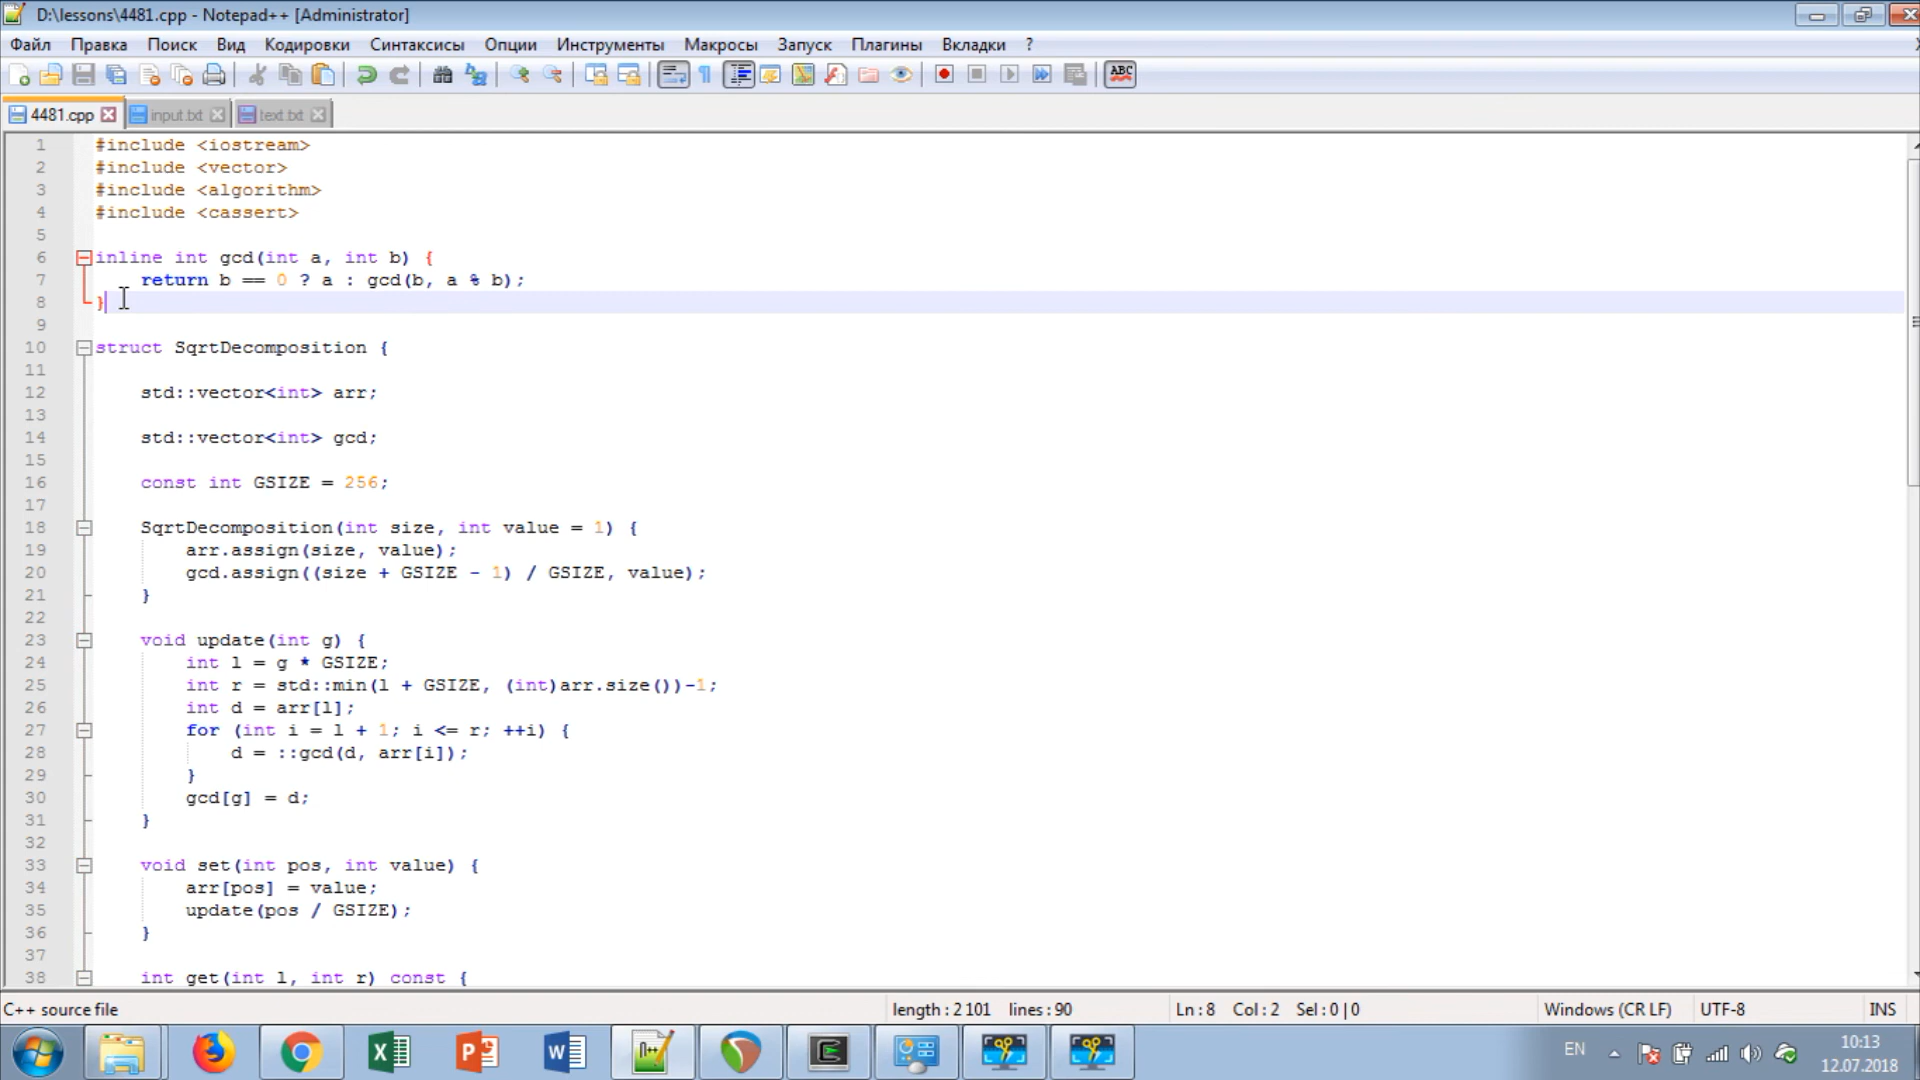 D:\lessons\4481.cpp - Notepad++ [Administrator]
Файл Правка Поиск Вид Кодировки Синтаксисы Опции Инструменты Макросы Запуск Плагины Вкладки ?
ABC
4481.cpp input.txt text.txt
1 #include <iostream>
2 #include <vector>
3 #include <algorithm>
4 #include <cassert>
5
6 inline int gcd(int a, int b) {
7 return b == 0 ? a : gcd(b, a % b);
8 }
9
10 struct SqrtDecomposition {
11
12 std::vector<int> arr;
13
14 std::vector<int> gcd;
15
16 const int GSIZE = 256;
17
18 SqrtDecomposition(int size, int value = 1) {
19 arr.assign(size, value);
20 gcd.assign((size + GSIZE - 1) / GSIZE, value);
21 }
22
23 void update(int g) {
24 int l = g * GSIZE;
25 int r = std::min(l + GSIZE, (int)arr.size())-1;
26 int d = arr[l];
27 for (int i = l + 1; i <= r; ++i) {
28 d = ::gcd(d, arr[i]);
29 }
30 gcd[g] = d;
31 }
32
33 void set(int pos, int value) {
34 arr[pos] = value;
35 update(pos / GSIZE);
36 }
37
38 int get(int l, int r) const {
C++ source file length : 2 101 lines : 90 Ln : 8 Col : 2 Sel : 0 | 0 Windows (CR LF) UTF-8 INS
EN 10:13
12.07.2018